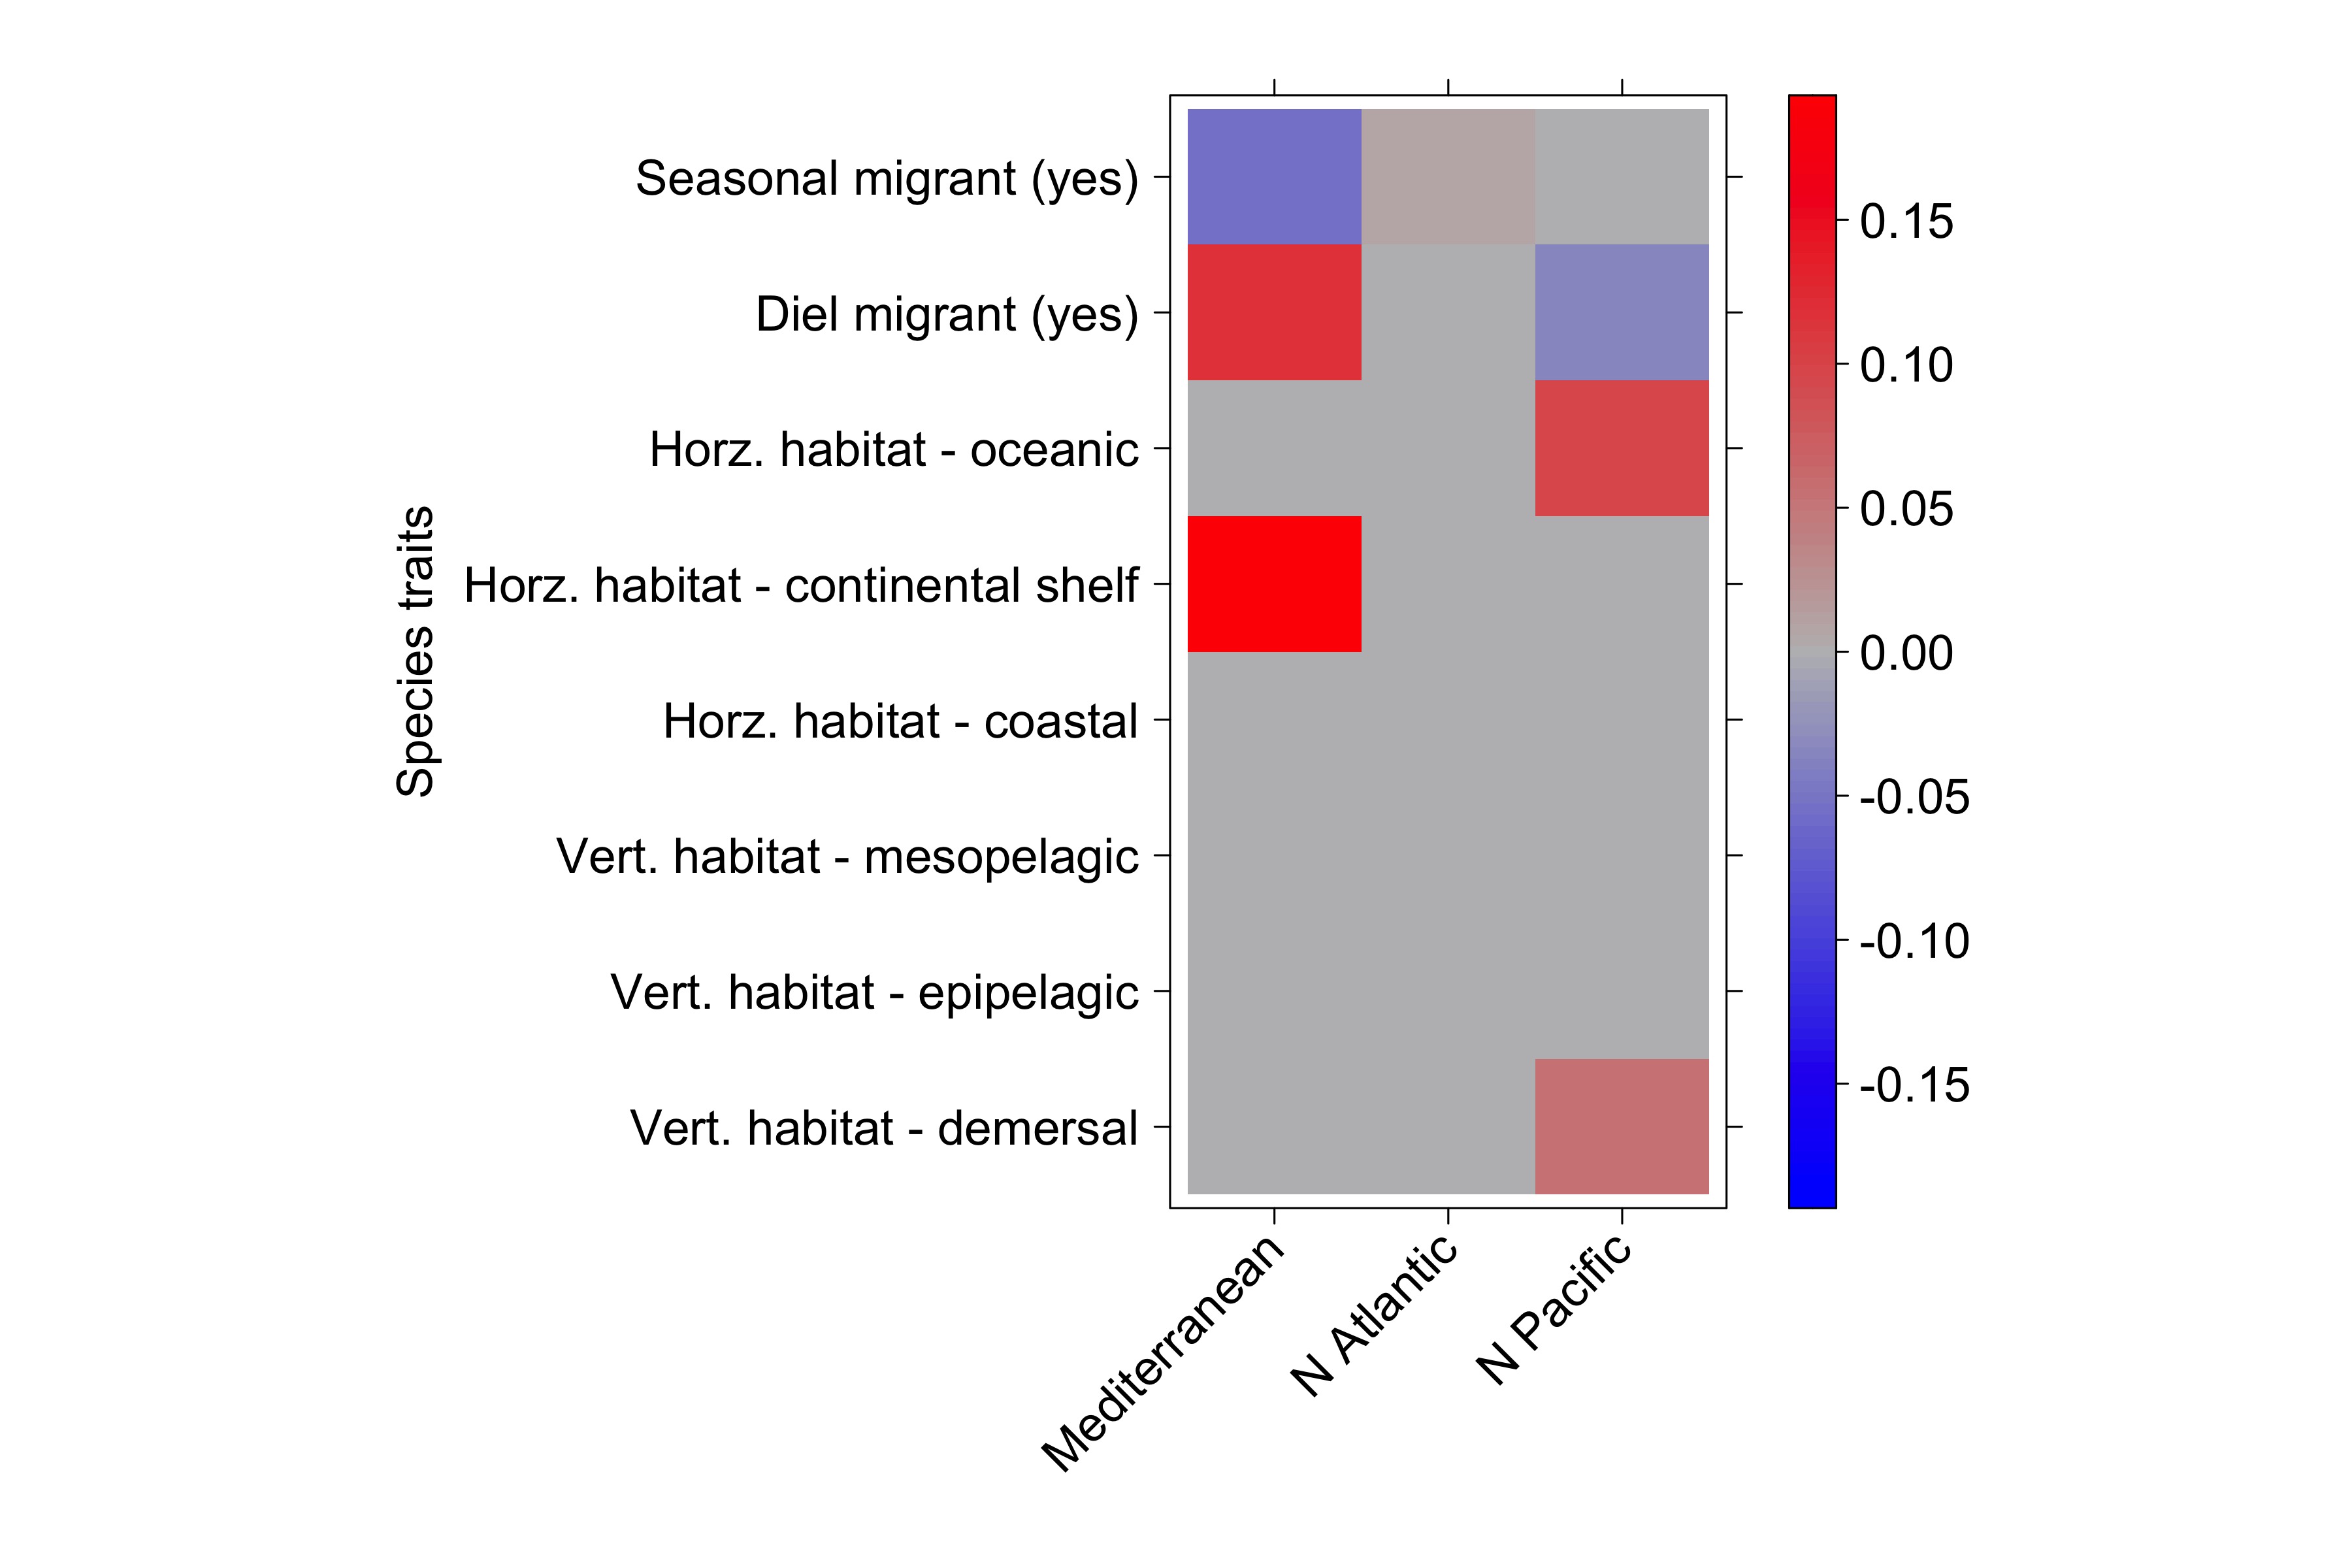 Species traits
Seasonal migrant (yes)
Diel migrant (yes)
Horz. habitat - oceanic
Horz. habitat - continental shelf
Horz. habitat - coastal
Vert. habitat - mesopelagic
Vert. habitat - epipelagic
Vert. habitat - demersal
Mediterranean
N Atlantic
N Pacific
0.15
0.10
0.05
0.00
-0.05
-0.10
-0.15